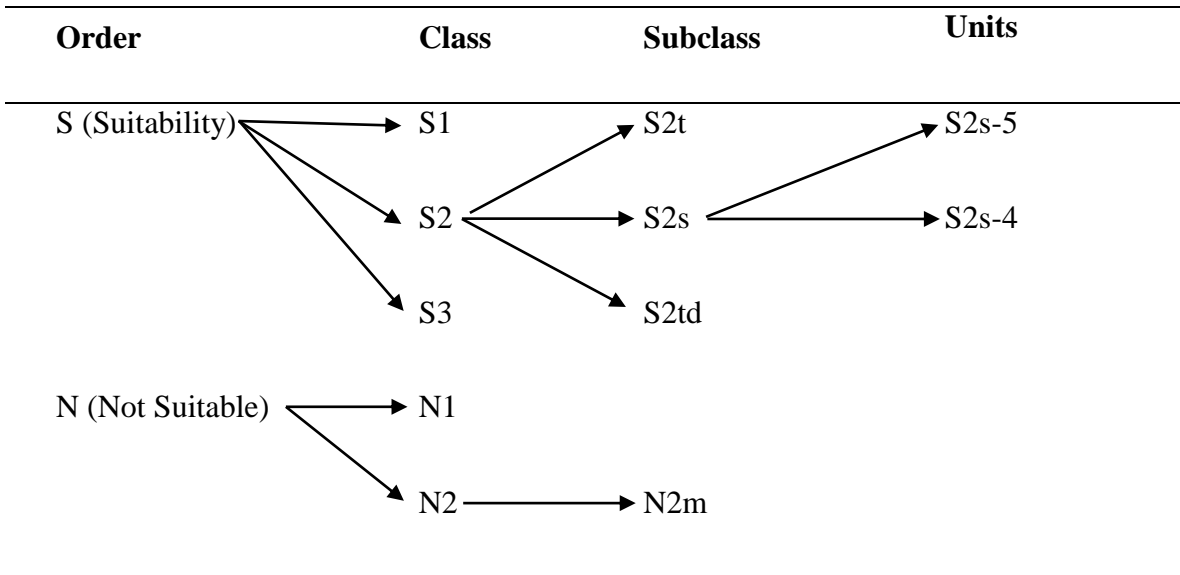 Order Class Subclass Units
S (Suitability) S1 S2t S2s-5
S2 S2s S2s-4
S3 S2td
N (Not Suitable) N1
N2 N2m